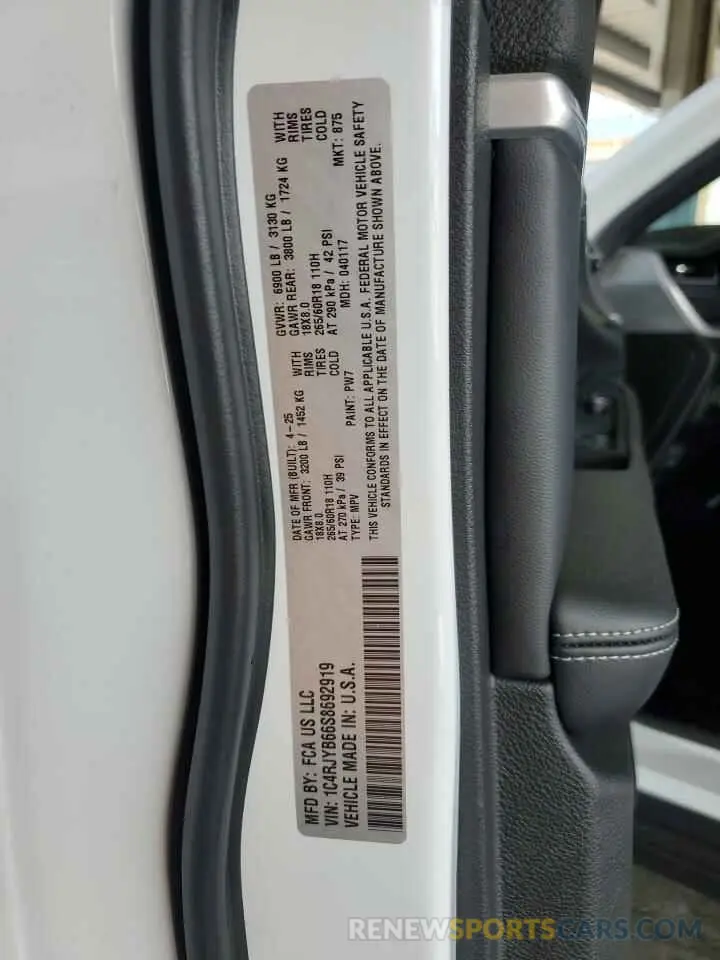 MFD BY: FCA US LLC
VIN: 1C4RJYB66S8692919
VEHICLE MADE IN: U.S.A.
DATE OF MFR (BUILT): 4-25
GAWR FRONT: 3200 LB / 1452 KG WITH
18X8.0 RIMS
265/60R18 110H TIRES
AT 270 kPa / 39 PSI COLD
TYPE: MPV PAINT: PW7
GVWR: 6900 LB / 3130 KG
GAWR REAR: 3800 LB / 1724 KG WITH
18X8.0 RIMS
265/60R18 110H TIRES
AT 290 kPa / 42 PSI COLD
MDH: 040117 MKT: 875
THIS VEHICLE CONFORMS TO ALL APPLICABLE U.S.A. FEDERAL MOTOR VEHICLE SAFETY
STANDARDS IN EFFECT ON THE DATE OF MANUFACTURE SHOWN ABOVE.
RENEWSPORTSCARS.COM